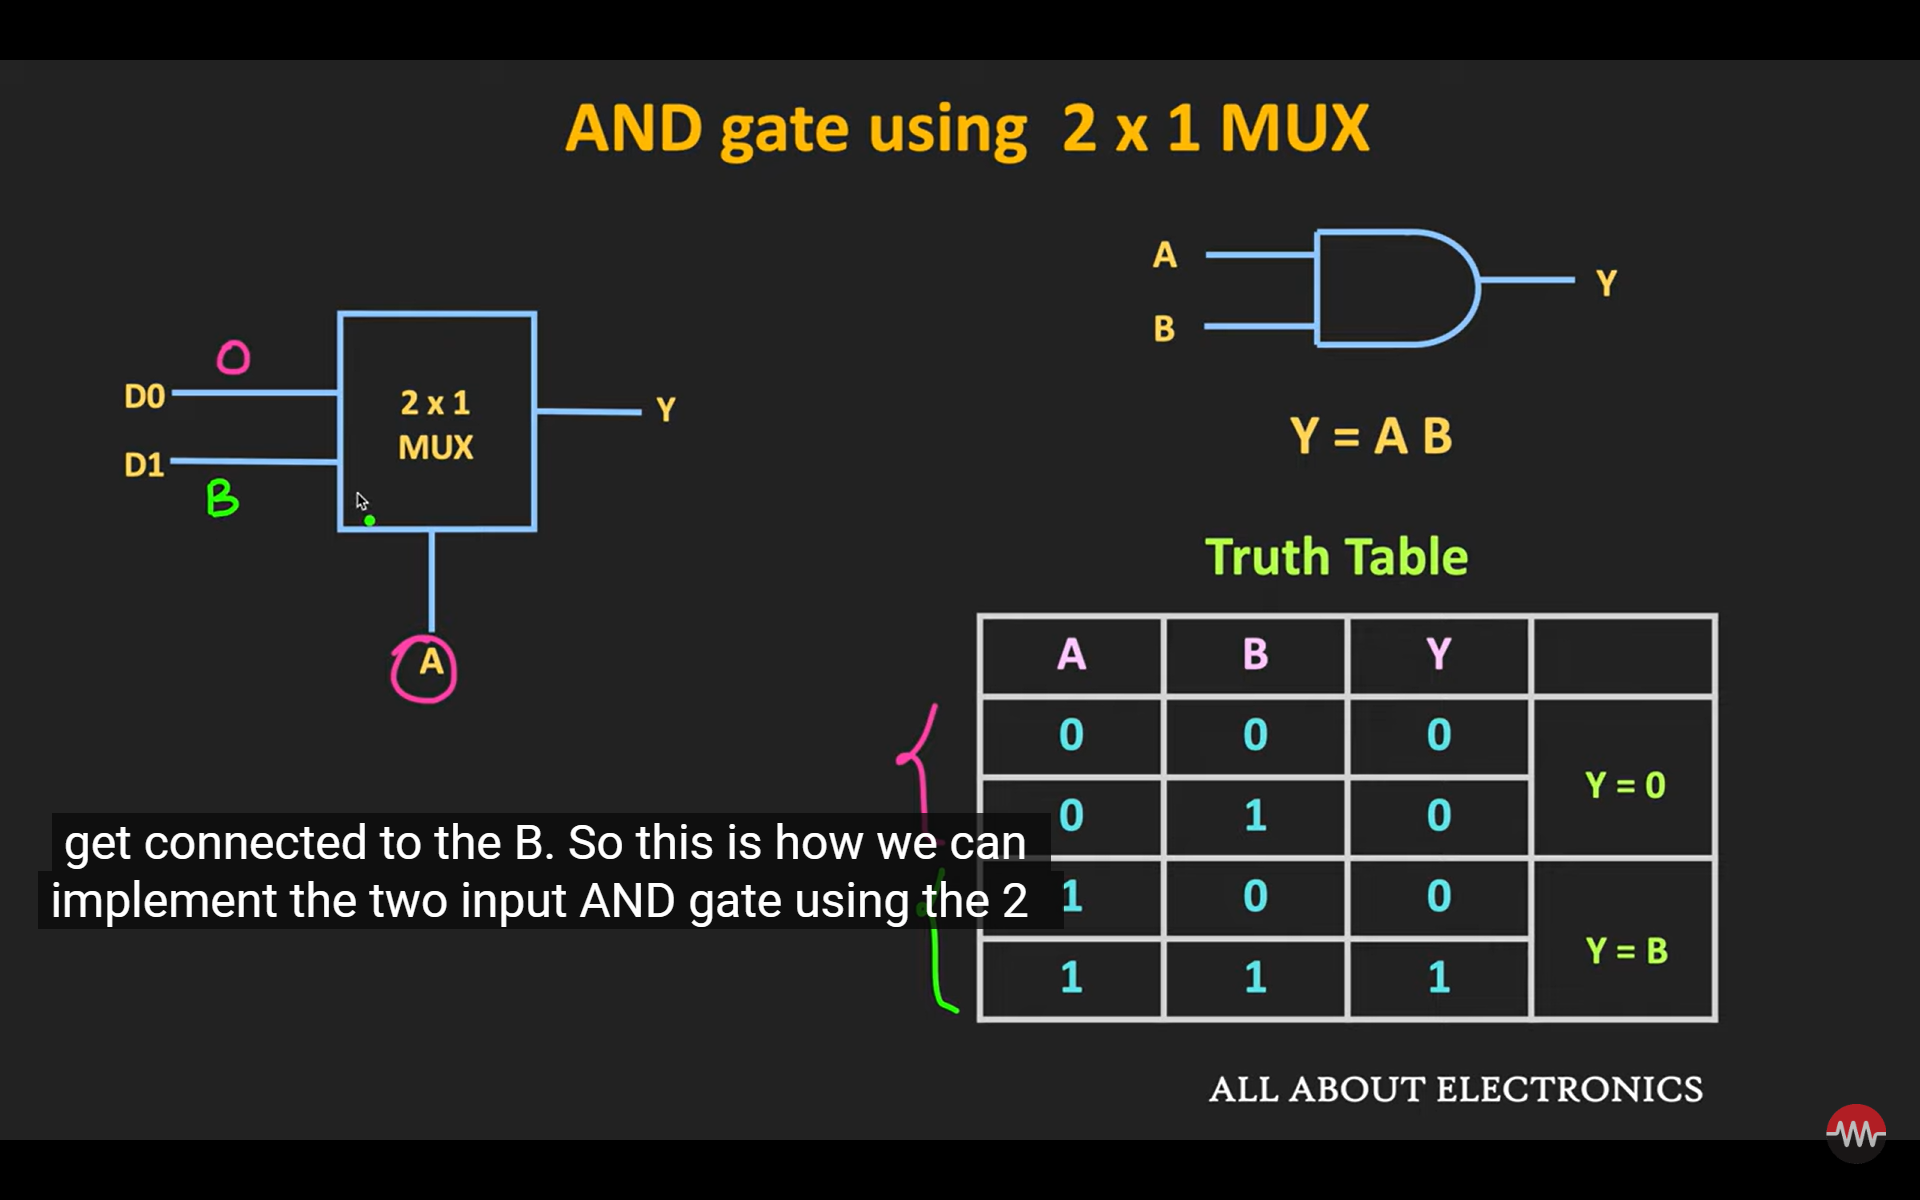 AND gate using 2 x 1 MUX
0
D0
D1
B
2 x 1
MUX
Y
A
A
B
Y
Y = A B
Truth Table
A B Y
0 0 0
0 1 0
Y = 0
1 0 0
1 1 1
Y = B
get connected to the B. So this is how we can
implement the two input AND gate using the 2
ALL ABOUT ELECTRONICS